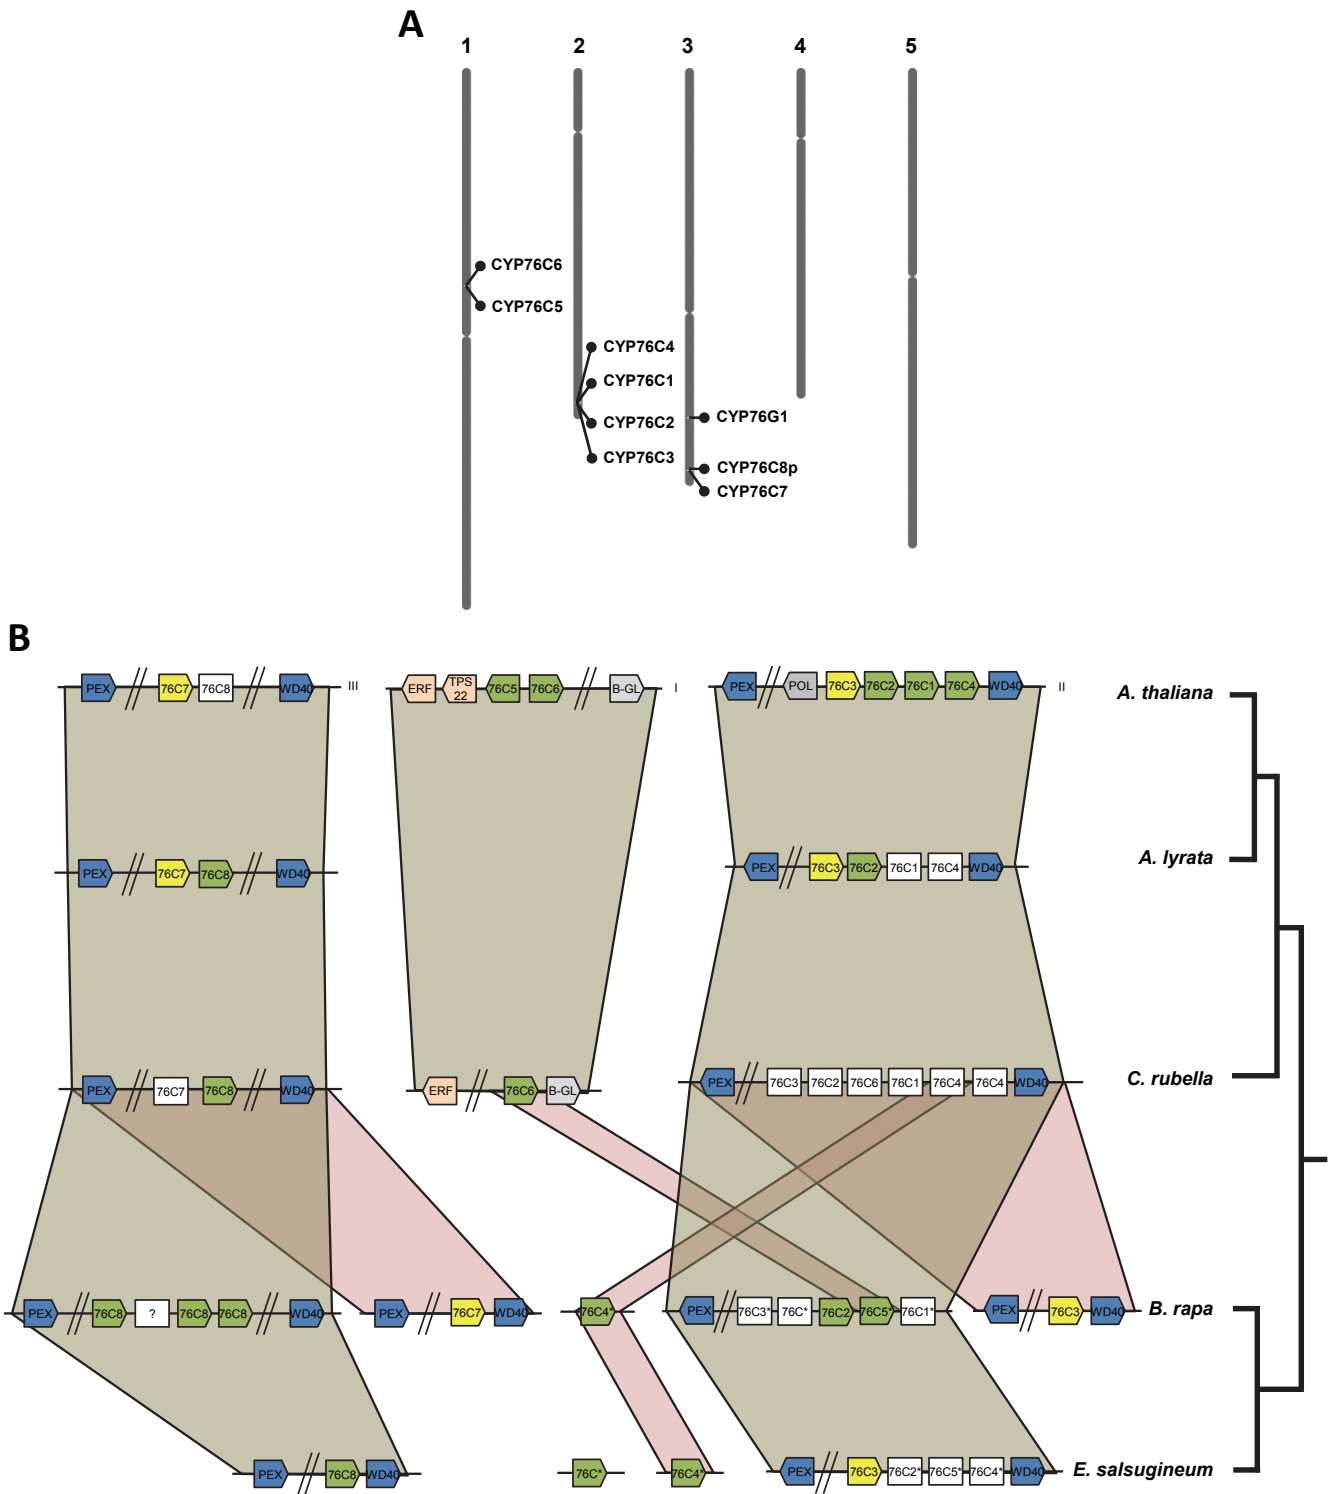 A
1 2 3 4 5
CYP76C6
CYP76C5
CYP76C4
CYP76C1
CYP76C2
CYP76C3
CYP76G1
CYP76C8p
CYP76C7
B
PEX 76C7 76C8 WD40 III ERF TPS 22 76C5 76C6 B-GL I PEX POL 76C3 76C2 76C1 76C4 WD40 II A. thaliana
PEX 76C7 76C8 WD40 PEX 76C3 76C2 76C1 76C4 WD40 A. lyrata
PEX 76C7 76C8 WD40 ERF 76C6 B-GL PEX 76C3 76C2 76C6 76C1 76C4 76C4 WD40 C. rubella
PEX 76C8 ? 76C8 76C8 WD40 PEX 76C7 WD40 76C4* PEX 76C3* 76C* 76C2 76C5* 76C1* PEX 76C3 WD40 B. rapa
PEX 76C8 WD40 76C* 76C4* PEX 76C3 76C2* 76C5* 76C4* WD40 E. salsugineum